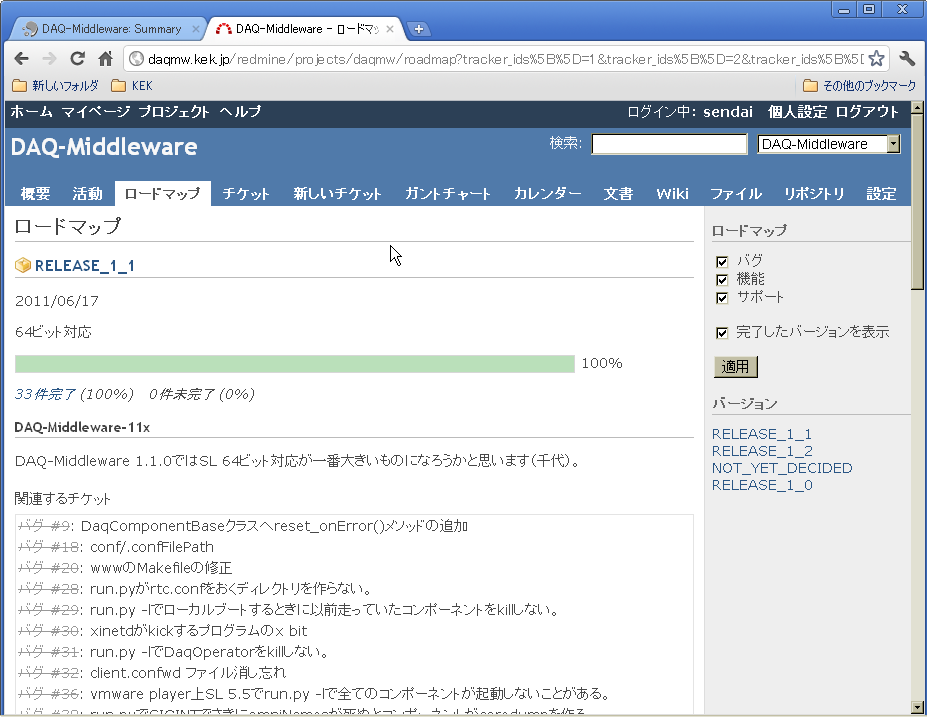 DAQ-Middleware: Summary
DAQ-Middleware - ロードマッ
daqmw.kek.jp/redmine/projects/daqmw/roadmap?tracker_ids%5B%5D=1&tracker_ids%5B%5D=2&tracker_ids%5B%5D
新しいフォルダ KEK その他のブックマーク
ホーム マイページ プロジェクト ヘルプ ログイン中: sendai 個人設定 ログアウト
DAQ-Middleware 検索: DAQ-Middleware
概要 活動 ロードマップ チケット 新しいチケット ガントチャート カレンダー 文書 Wiki ファイル リポジトリ 設定
ロードマップ
RELEASE_1_1
2011/06/17
64ビット対応
100%
33件完了 (100%) 0件未完了 (0%)
DAQ-Middleware-11x
DAQ-Middleware 1.1.0ではSL 64ビット対応が一番大きいものになろうかと思います(千代)。
関連するチケット
バグ #9: DaqComponentBaseクラスへreset_onError()メソッドの追加
バグ #18: conf/.confFilePath
バグ #20: wwwのMakefileの修正
バグ #28: run.pyがrtc.confをおくディレクトリを作らない。
バグ #29: run.py -lでローカルブートするときに以前走っていたコンポーネントをkillしない。
バグ #30: xinetdがkickするプログラムのx bit
バグ #31: run.py -lでDaqOperatorをkillしない。
バグ #32: client.confwd ファイル消し忘れ
バグ #36: vmware player上SL 5.5でrun.py -lで全てのコンポーネントが起動しないことがある。
ロードマップ
バグ
機能
サポート
完了したバージョンを表示
適用
バージョン
RELEASE_1_1
RELEASE_1_2
NOT_YET_DECIDED
RELEASE_1_0